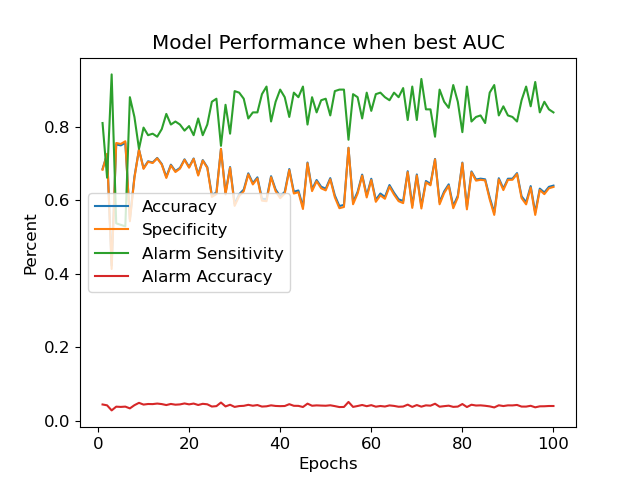 Model Performance when best AUC
Percent
0.8
0.6
0.4
0.2
0.0
Accuracy
Specificity
Alarm Sensitivity
Alarm Accuracy
0 20 40 60 80 100
Epochs